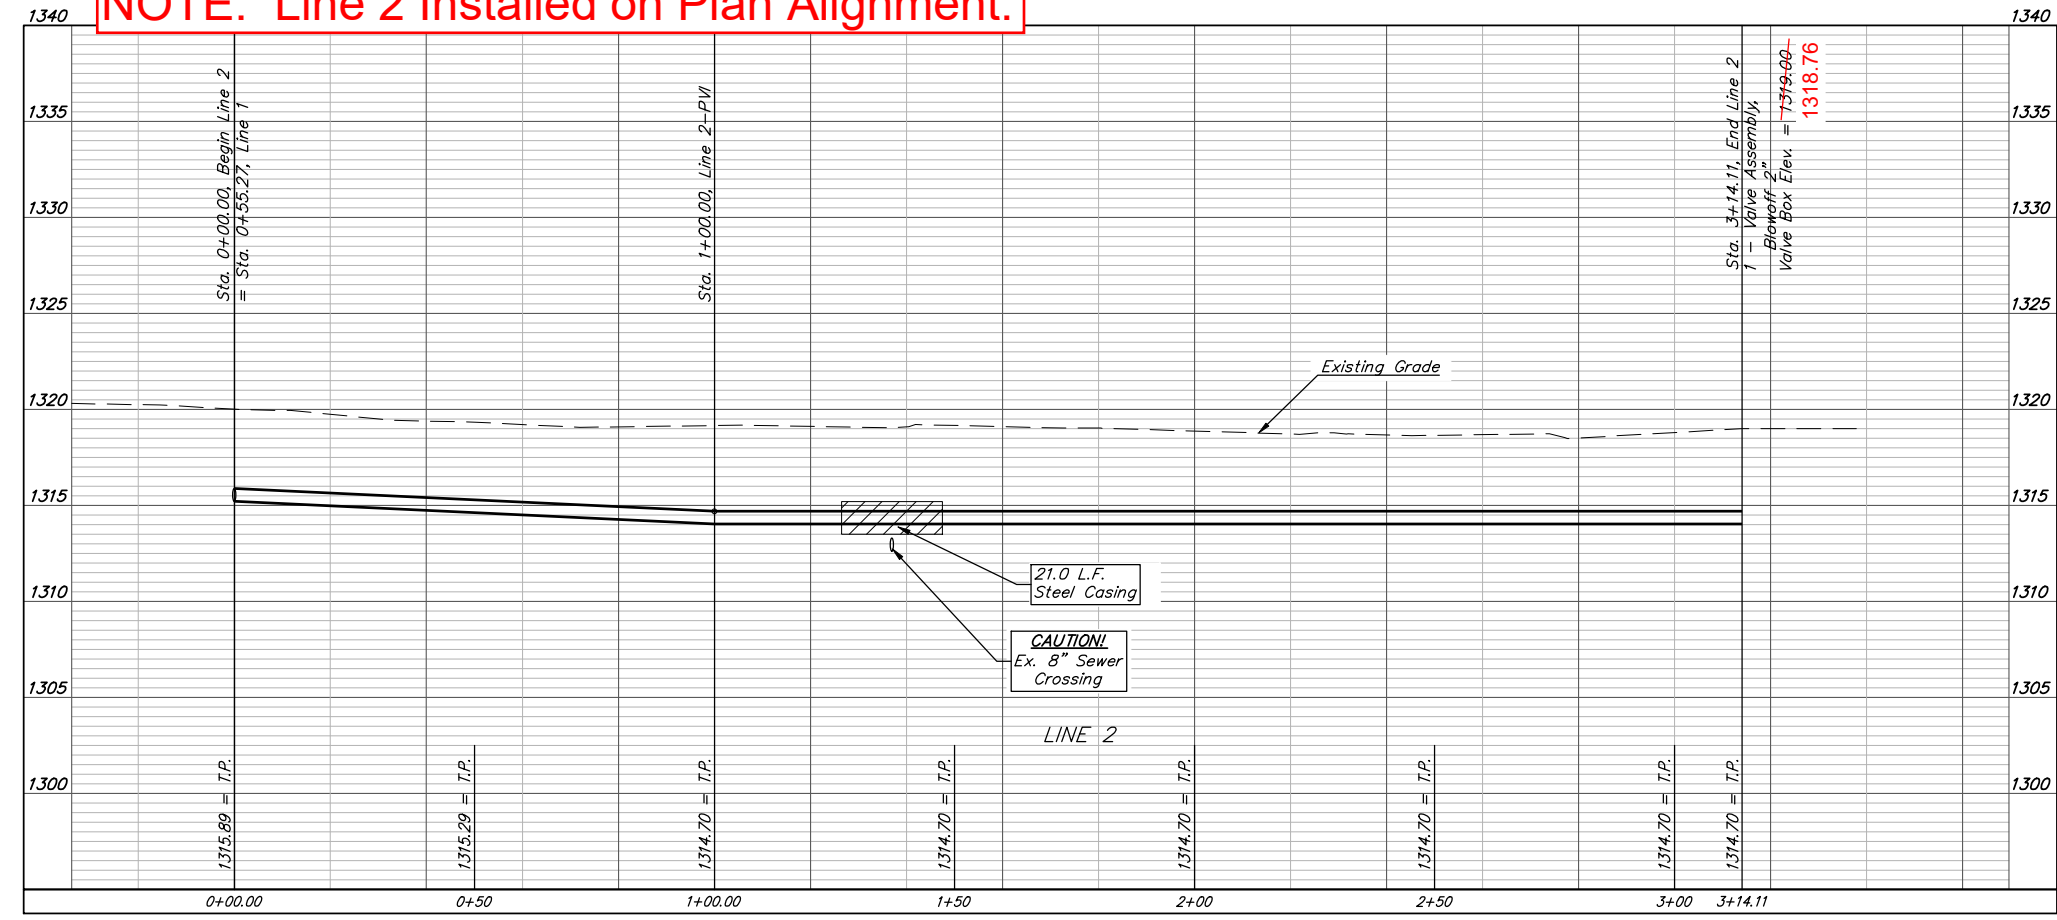 NOTE: Line 2 Installed on Plan Alignment.
1340
1340
1335
1335
1330
1330
1325
1325
1320
1320
1315
1315
1310
1310
1305
1305
1300
1300
Sta. 0+00.00, Begin Line 2
= Sta. 0+55.27, Line 1
Sta. 1+00.00, Line 2-PVI
Sta. 3+14.11, End Line 2
1 - Valve Assembly,
Blowoff 2"
Valve Box Elev. = 1319.00
1318.76
Existing Grade
21.0 L.F.
Steel Casing
CAUTION!
Ex. 8" Sewer
Crossing
LINE 2
1315.89 = T.P.
1315.29 = T.P.
1314.70 = T.P.
1314.70 = T.P.
1314.70 = T.P.
1314.70 = T.P.
1314.70 = T.P.
1314.70 = T.P.
0+00.00
0+50
1+00.00
1+50
2+00
2+50
3+00
3+14.11